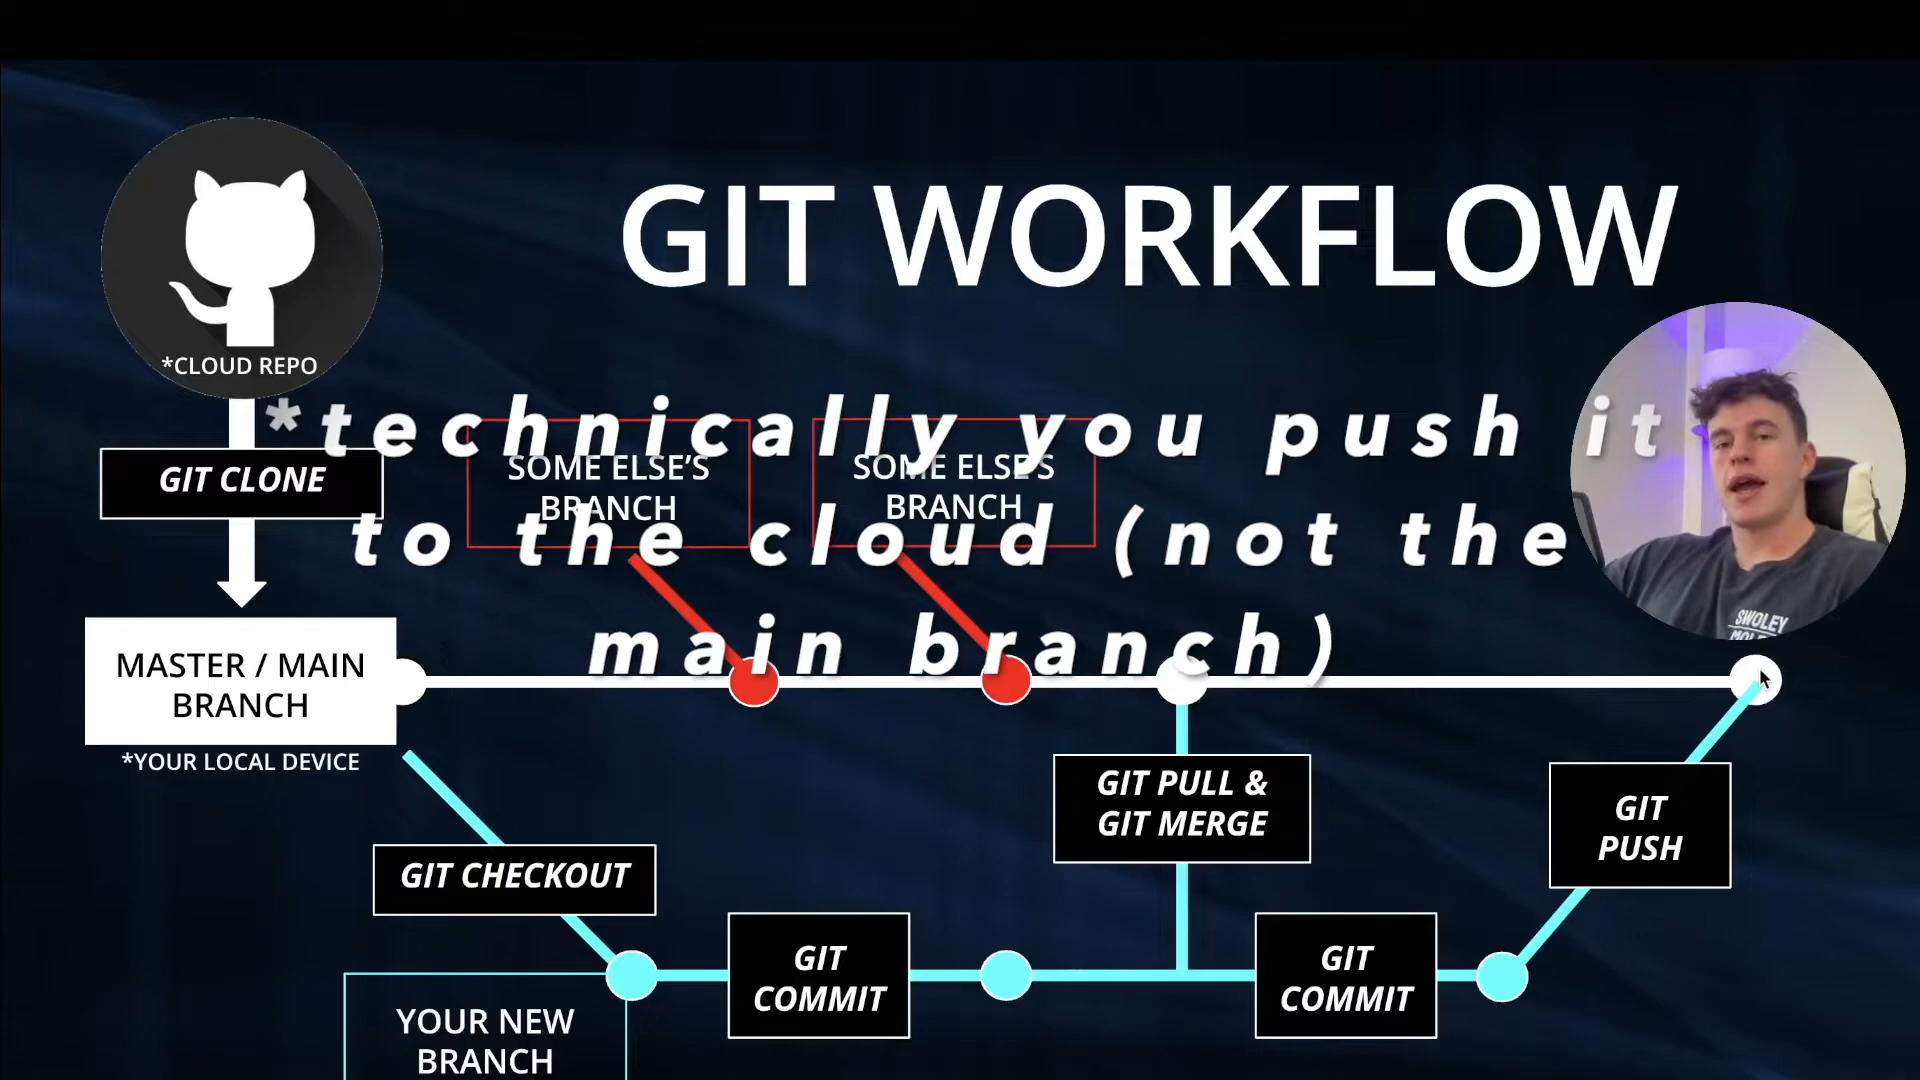 GIT WORKFLOW
*CLOUD REPO
*technically you push it
to the cloud (not the
main branch)
GIT CLONE
SOME ELSE'S
BRANCH
SOME ELSE'S
BRANCH
MASTER / MAIN
BRANCH
*YOUR LOCAL DEVICE
GIT CHECKOUT
GIT PULL &
GIT MERGE
GIT
PUSH
GIT
COMMIT
GIT
COMMIT
YOUR NEW
BRANCH
SWOLEY